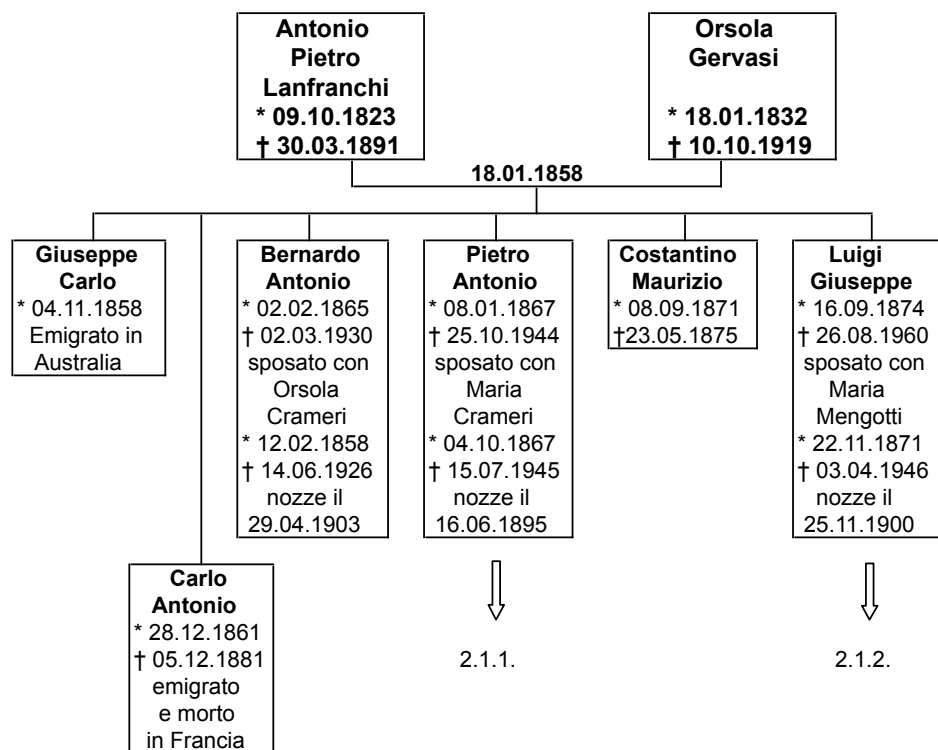 Antonio
Pietro
Lanfranchi
* 09.10.1823
† 30.03.1891
Orsola
Gervasi
* 18.01.1832
† 10.10.1919
18.01.1858
Giuseppe
Carlo
* 04.11.1858
Emigrato in
Australia
Carlo
Antonio
* 28.12.1861
† 05.12.1881
emigrato
e morto
in Francia
Bernardo
Antonio
* 02.02.1865
† 02.03.1930
sposato con
Orsola
Crameri
* 12.02.1858
† 14.06.1926
nozze il
29.04.1903
Pietro
Antonio
* 08.01.1867
† 25.10.1944
sposato con
Maria
Crameri
* 04.10.1867
† 15.07.1945
nozze il
16.06.1895
2.1.1.
Costantino
Maurizio
* 08.09.1871
†23.05.1875
Luigi
Giuseppe
* 16.09.1874
† 26.08.1960
sposato con
Maria
Mengotti
* 22.11.1871
† 03.04.1946
nozze il
25.11.1900
2.1.2.